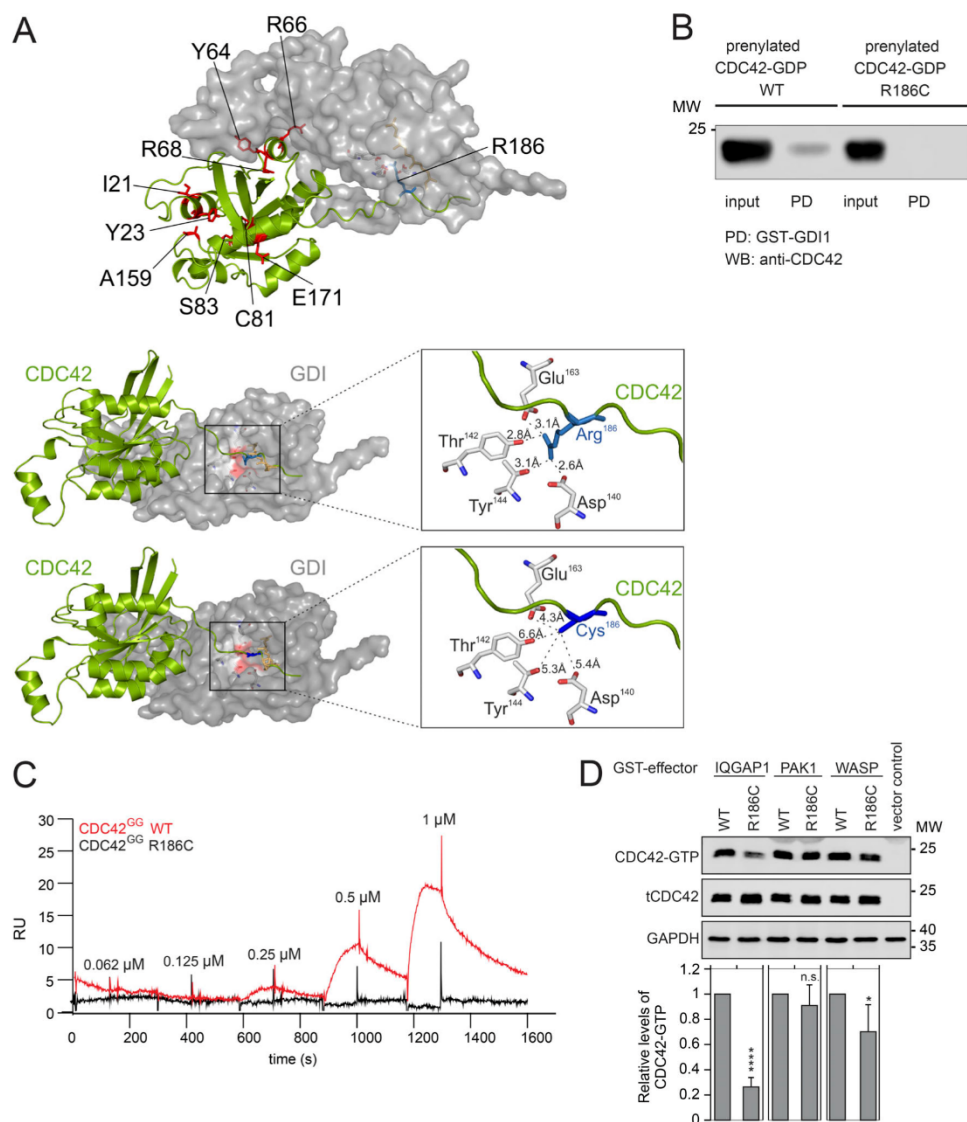 A
R66
Y64
R68
R186
I21
Y23
A159
S83
C81
E171
B
prenylated
CDC42-GDP
WT
prenylated
CDC42-GDP
R186C
MW
25
input PD input PD
PD: GST-GDI1
WB: anti-CDC42
CDC42
GDI
Glu163
CDC42
3.1Å
2.8Å
Arg186
Thr142
3.1Å
2.6Å
Tyr144
Asp140
CDC42
GDI
Glu163
CDC42
4.3Å
6.6Å
Cys186
Thr142
5.3Å
5.4Å
Tyr144
Asp140
C
CDC42GG WT
CDC42GG R186C
0.062 µM
0.125 µM
0.25 µM
0.5 µM
1 µM
RU
30
25
20
15
10
5
0
0 200 400 600 800 1000 1200 1400 1600
time (s)
D
GST-effector IQGAP1 PAK1 WASP
WT R186C WT R186C WT R186C vector control
MW
CDC42-GTP 25
tCDC42 25
GAPDH 40
35
Relative levels of
CDC42-GTP
1.2
1
0.8
0.6
0.4
0.2
0
****
n.s.
*